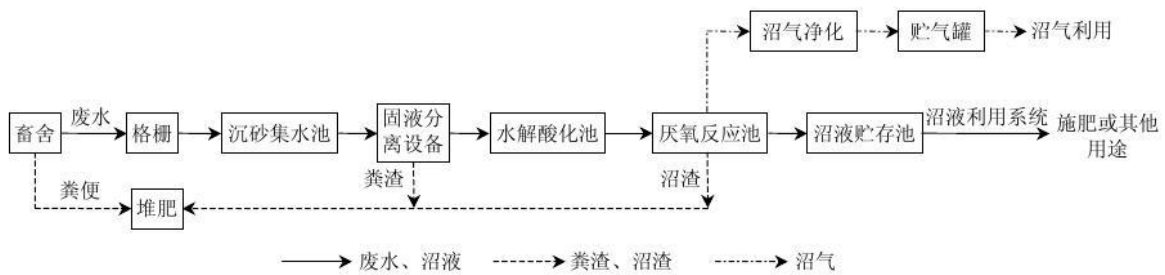 沼气净化
贮气罐
沼气利用
畜舍
废水
格栅
沉砂集水池
固液分
离设备
水解酸化池
厌氧反应池
沼液贮存池
沼液利用系统
施肥或其他
用途
粪便
堆肥
粪渣
沼渣
废水、沼液
粪渣、沼渣
沼气